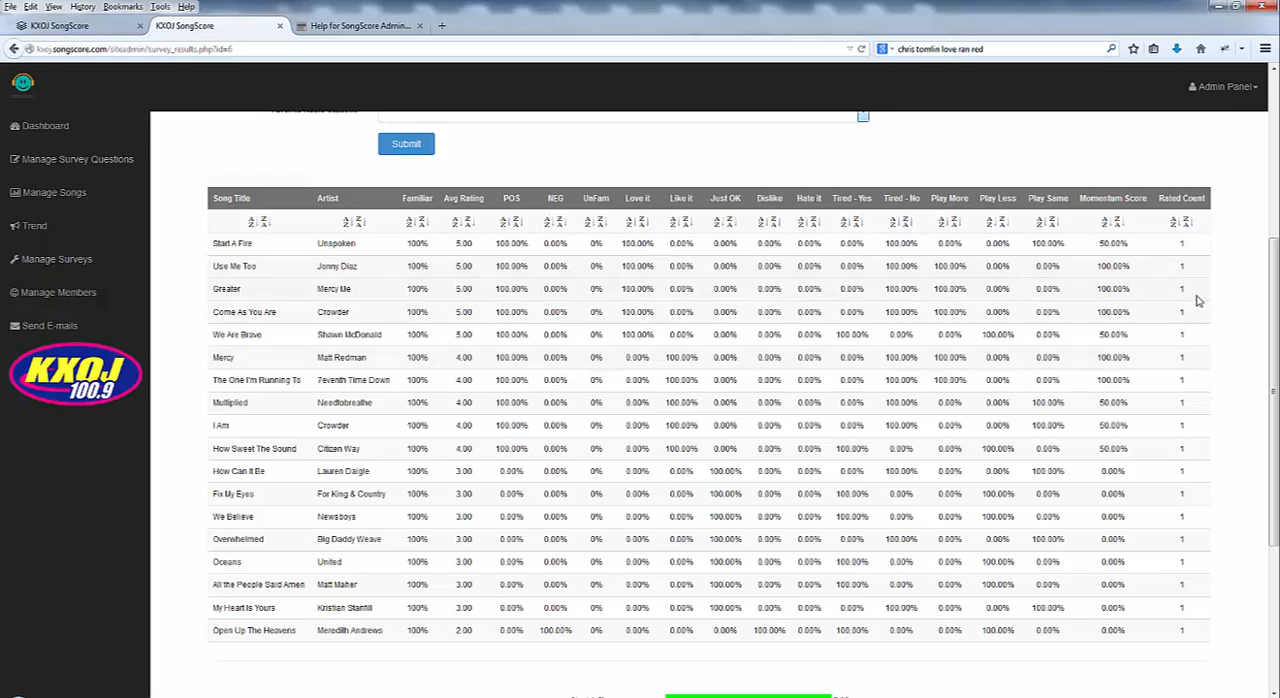 File Edit View History Bookmarks Tools Help
KXOJ SongScore × KXOJ SongScore × Help for SongScore Admin... × +
kxoj.songscore.com/siteadmin/survey_results.php?id=6 chris tomlin love ran red
Admin Panel
Dashboard
Manage Survey Questions
Manage Songs
Trend
Manage Surveys
Manage Members
Send E-mails
KXOJ
100.9
Submit
Song Title Artist Familiar Avg Rating POS NEG UnFam Love it Like it Just OK Dislike Hate it Tired - Yes Tired - No Play More Play Less Play Same Momentum Score Rated Count
Start A Fire Unspoken 100% 5.00 100.00% 0.00% 0% 100.00% 0.00% 0.00% 0.00% 0.00% 0.00% 100.00% 0.00% 0.00% 100.00% 50.00% 1
Use Me Too Jonny Diaz 100% 5.00 100.00% 0.00% 0% 100.00% 0.00% 0.00% 0.00% 0.00% 0.00% 100.00% 100.00% 0.00% 0.00% 100.00% 1
Greater Mercy Me 100% 5.00 100.00% 0.00% 0% 100.00% 0.00% 0.00% 0.00% 0.00% 0.00% 100.00% 100.00% 0.00% 0.00% 100.00% 1
Come As You Are Crowder 100% 5.00 100.00% 0.00% 0% 100.00% 0.00% 0.00% 0.00% 0.00% 0.00% 100.00% 100.00% 0.00% 0.00% 100.00% 1
We Are Brave Shawn McDonald 100% 5.00 100.00% 0.00% 0% 100.00% 0.00% 0.00% 0.00% 0.00% 100.00% 0.00% 0.00% 100.00% 0.00% 50.00% 1
Mercy Matt Redman 100% 4.00 100.00% 0.00% 0% 0.00% 100.00% 0.00% 0.00% 0.00% 0.00% 100.00% 100.00% 0.00% 0.00% 100.00% 1
The One I'm Running To 7eventh Time Down 100% 4.00 100.00% 0.00% 0% 0.00% 100.00% 0.00% 0.00% 0.00% 0.00% 100.00% 100.00% 0.00% 0.00% 100.00% 1
Multiplied Needtobreathe 100% 4.00 100.00% 0.00% 0% 0.00% 100.00% 0.00% 0.00% 0.00% 0.00% 100.00% 0.00% 0.00% 100.00% 50.00% 1
I Am Crowder 100% 4.00 100.00% 0.00% 0% 0.00% 100.00% 0.00% 0.00% 0.00% 0.00% 100.00% 0.00% 0.00% 100.00% 50.00% 1
How Sweet The Sound Citizen Way 100% 4.00 100.00% 0.00% 0% 0.00% 100.00% 0.00% 0.00% 0.00% 100.00% 0.00% 0.00% 100.00% 0.00% 50.00% 1
How Can It Be Lauren Daigle 100% 3.00 0.00% 0.00% 0% 0.00% 0.00% 100.00% 0.00% 0.00% 0.00% 100.00% 0.00% 0.00% 100.00% 0.00% 1
Fix My Eyes For King & Country 100% 3.00 0.00% 0.00% 0% 0.00% 0.00% 100.00% 0.00% 0.00% 100.00% 0.00% 0.00% 100.00% 0.00% 0.00% 1
We Believe Newsboys 100% 3.00 0.00% 0.00% 0% 0.00% 0.00% 100.00% 0.00% 0.00% 100.00% 0.00% 0.00% 100.00% 0.00% 0.00% 1
Overwhelmed Big Daddy Weave 100% 3.00 0.00% 0.00% 0% 0.00% 0.00% 100.00% 0.00% 0.00% 100.00% 0.00% 0.00% 0.00% 100.00% 0.00% 1
Oceans United 100% 3.00 0.00% 0.00% 0% 0.00% 0.00% 100.00% 0.00% 0.00% 100.00% 0.00% 0.00% 100.00% 0.00% 0.00% 1
All the People Said Amen Matt Maher 100% 3.00 0.00% 0.00% 0% 0.00% 0.00% 100.00% 0.00% 0.00% 100.00% 0.00% 0.00% 100.00% 0.00% 0.00% 1
My Heart Is Yours Kristian Stanfill 100% 3.00 0.00% 0.00% 0% 0.00% 0.00% 100.00% 0.00% 0.00% 0.00% 100.00% 0.00% 0.00% 100.00% 0.00% 1
Open Up The Heavens Meredith Andrews 100% 2.00 0.00% 100.00% 0% 0.00% 0.00% 0.00% 100.00% 0.00% 100.00% 0.00% 0.00% 100.00% 0.00% 0.00% 1